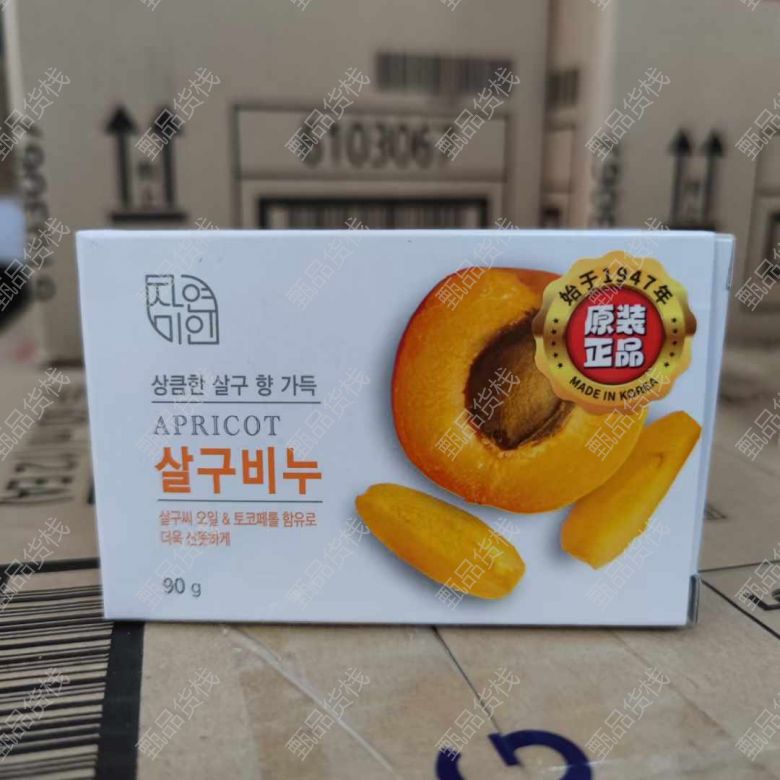 6103061
자연
미인
상큼한 살구 향 가득
APRICOT
살구비누
살구씨 오일 & 토코페롤 함유로
더욱 산뜻하게
90 g
始于1947年
原装
正品
MADE IN KOREA
甄品货栈